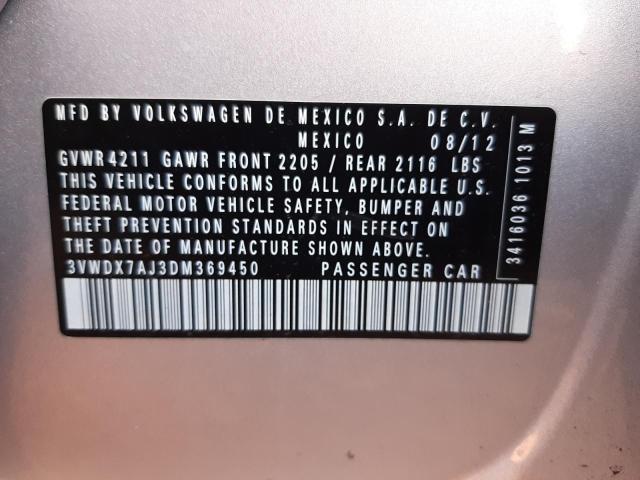 MFD BY VOLKSWAGEN DE MEXICO S.A. DE C.V.
MEXICO 08/12
GVWR 4211 GAWR FRONT 2205 / REAR 2116 LBS
THIS VEHICLE CONFORMS TO ALL APPLICABLE U.S.
FEDERAL MOTOR VEHICLE SAFETY, BUMPER AND
THEFT PREVENTION STANDARDS IN EFFECT ON
THE DATE OF MANUFACTURE SHOWN ABOVE.
3VWDX7AJ3DM369450 PASSENGER CAR
3416036 1013 M